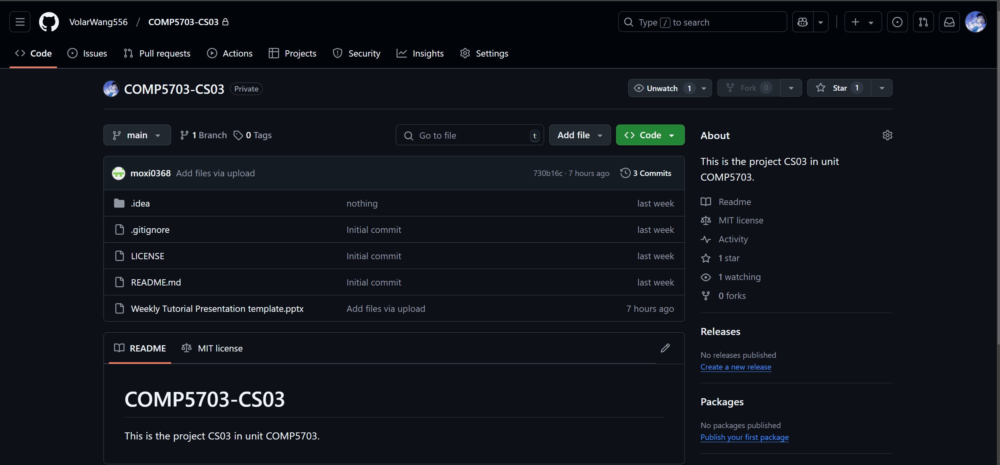 VolarWang556 / COMP5703-CS03
Type / to search
Code Issues Pull requests Actions Projects Security Insights Settings
COMP5703-CS03 Private
Unwatch 1 Fork 0 Star 1
main 1 Branch 0 Tags
Go to file t Add file Code
moxi0368 Add files via upload 730b16c · 7 hours ago 3 Commits
.idea nothing last week
.gitignore Initial commit last week
LICENSE Initial commit last week
README.md Initial commit last week
Weekly Tutorial Presentation template.pptx Add files via upload 7 hours ago
README MIT license
COMP5703-CS03
This is the project CS03 in unit COMP5703.
About
This is the project CS03 in unit
COMP5703.
Readme
MIT license
Activity
1 star
1 watching
0 forks
Releases
No releases published
Create a new release
Packages
No packages published
Publish your first package